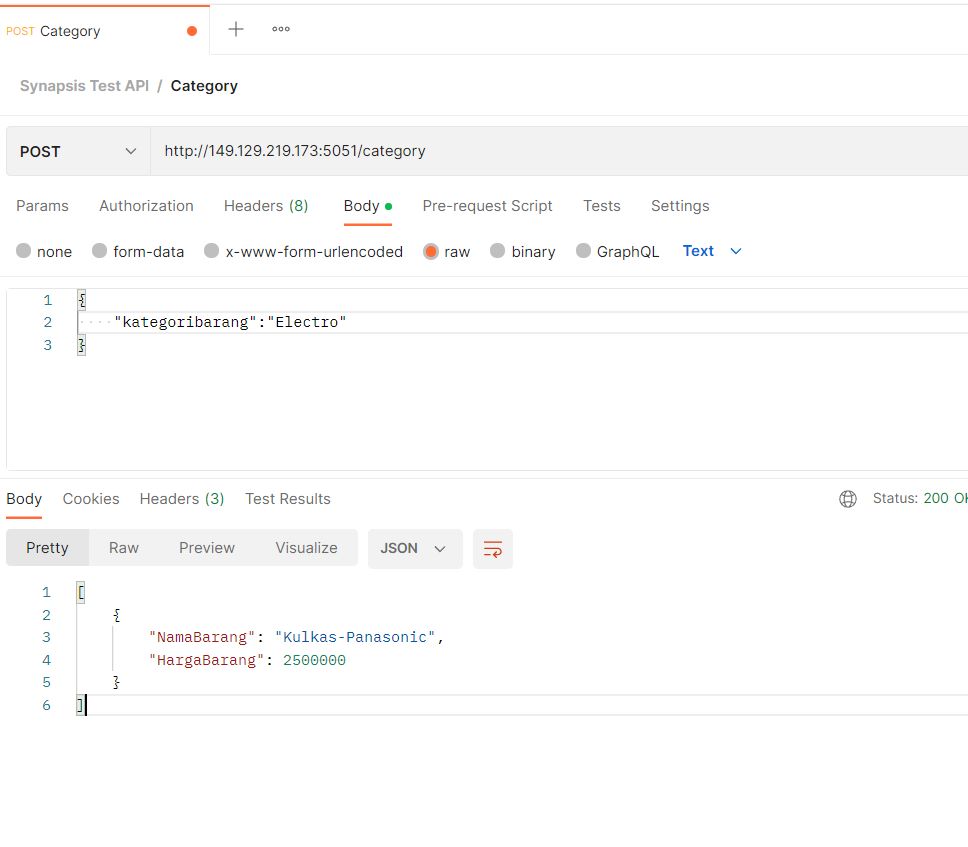 POST Category
Synapsis Test API / Category
POST http://149.129.219.173:5051/category
Params Authorization Headers (8) Body Pre-request Script Tests Settings
none form-data x-www-form-urlencoded raw binary GraphQL Text
1 {
2 "kategoribarang":"Electro"
3 }
Body Cookies Headers (3) Test Results Status: 200 OK
Pretty Raw Preview Visualize JSON
1 [
2 {
3 "NamaBarang": "Kulkas-Panasonic",
4 "HargaBarang": 2500000
5 }
6 ]